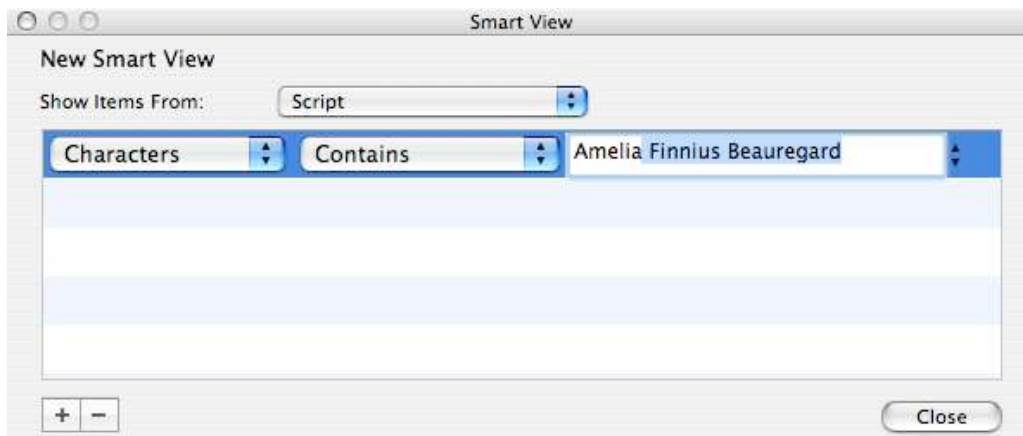 Smart View
New Smart View
Show Items From: Script
Characters Contains Amelia Finnius Beauregard
+ −
Close